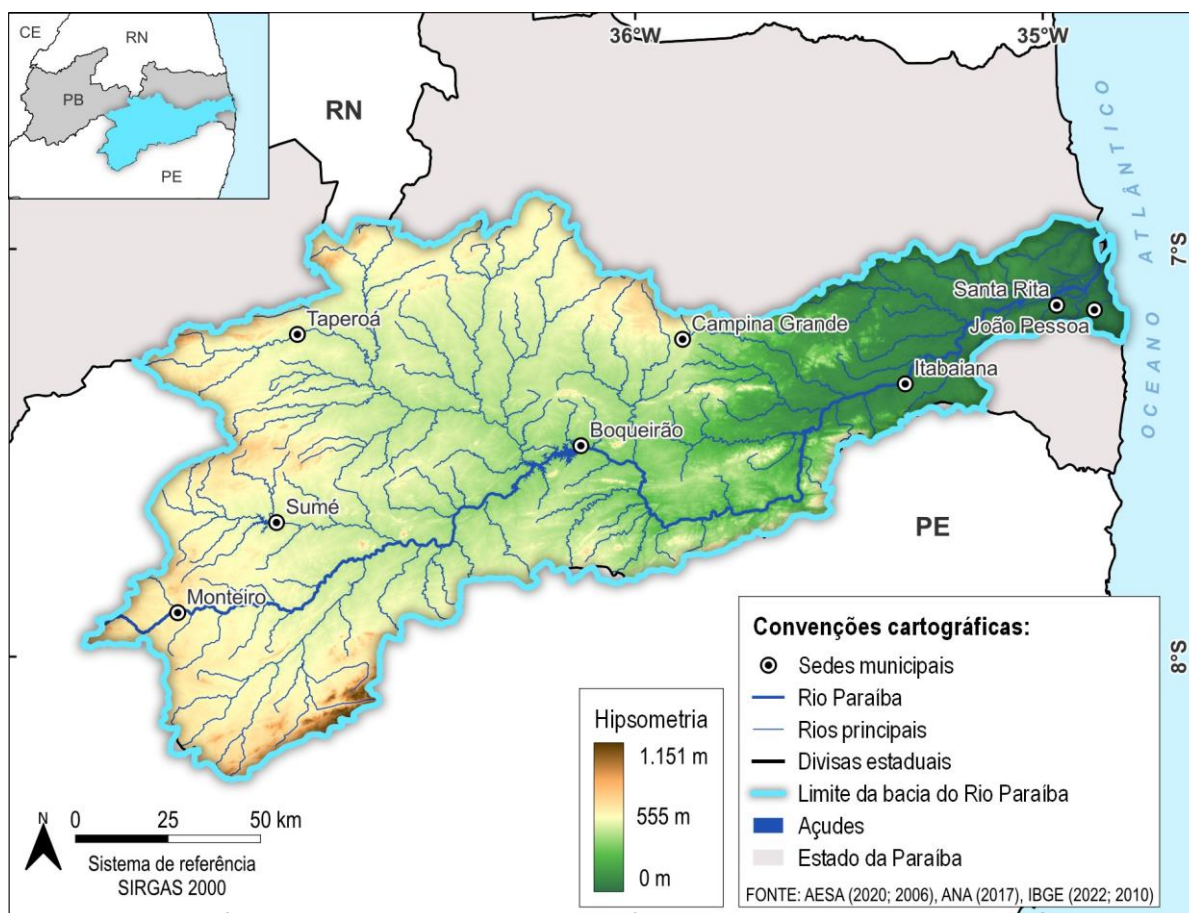 CE
RN
PB
PE
36°W
35°W
RN
OCEANO ATLÂNTICO
7°S
Taperoá
Campina Grande
Santa Rita
João Pessoa
Itabaiana
Boqueirão
Sumé
PE
Monteiro
8°S
Convenções cartográficas:
Sedes municipais
Rio Paraíba
Rios principais
Divisas estaduais
Limite da bacia do Rio Paraíba
Açudes
Estado da Paraíba
FONTE: AESA (2020; 2006), ANA (2017), IBGE (2022; 2010)
Hipsometria
1.151 m
555 m
0 m
N
0 25 50 km
Sistema de referência
SIRGAS 2000